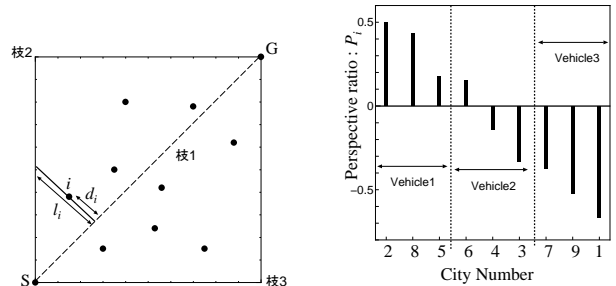 枝2
G
枝1
i
d_i
l_i
S
枝3
Perspective ratio : P_i
0.5
0
−0.5
Vehicle3
Vehicle1
Vehicle2
2 8 5 6 4 3 7 9 1
City Number